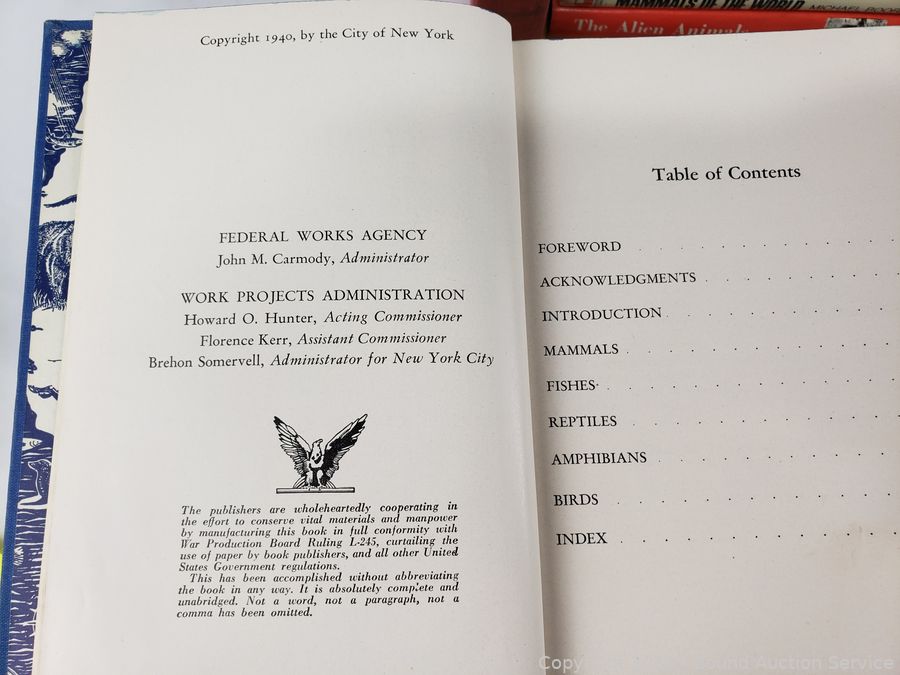 MAMMALS OF THE WORLD MICHAEL
The Alien Animals
Copyright 1940, by the City of New York
FEDERAL WORKS AGENCY
John M. Carmody, Administrator
WORK PROJECTS ADMINISTRATION
Howard O. Hunter, Acting Commissioner
Florence Kerr, Assistant Commissioner
Brehon Somervell, Administrator for New York City
The publishers are wholeheartedly cooperating in
the effort to conserve vital materials and manpower
by manufacturing this book in full conformity with
War Production Board Ruling L-245, curtailing the
use of paper by book publishers, and all other United
States Government regulations.
This has been accomplished without abbreviating
the book in any way. It is absolutely complete and
unabridged. Not a word, not a paragraph, not a
comma has been omitted.
Table of Contents
FOREWORD
ACKNOWLEDGMENTS
INTRODUCTION
MAMMALS
FISHES
REPTILES
AMPHIBIANS
BIRDS
INDEX
Sound Auction Service